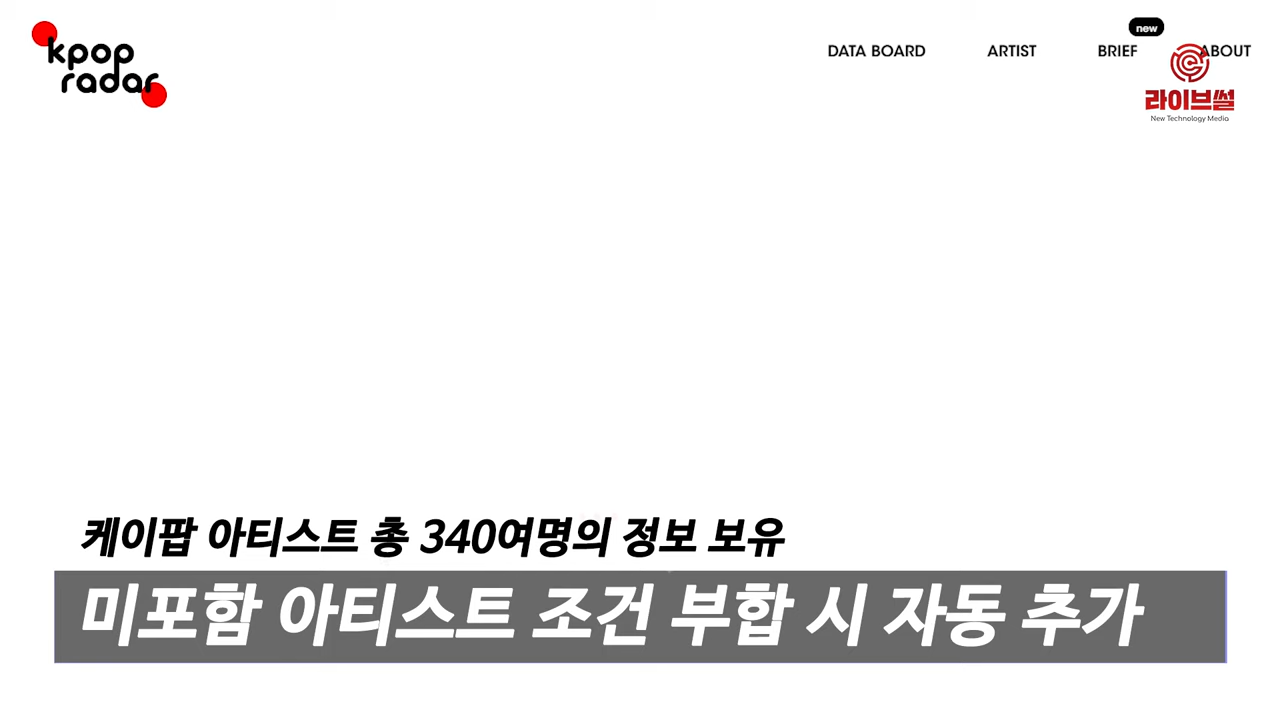 kpop
radar
DATA BOARD
ARTIST
new
BRIEF
ABOUT
라이브썰
New Technology Media
케이팝 아티스트 총 340여명의 정보 보유
미포함 아티스트 조건 부합 시 자동 추가